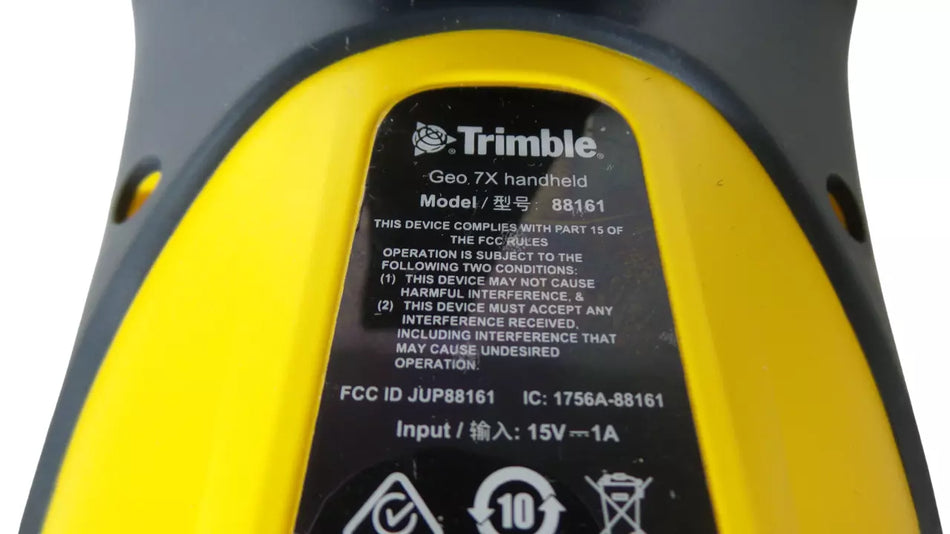 Trimble®
Geo 7X handheld
Model / 型号: 88161
THIS DEVICE COMPLIES WITH PART 15 OF
THE FCC RULES
OPERATION IS SUBJECT TO THE
FOLLOWING TWO CONDITIONS:
(1) THIS DEVICE MAY NOT CAUSE
HARMFUL INTERFERENCE, &
(2) THIS DEVICE MUST ACCEPT ANY
INTERFERENCE RECEIVED,
INCLUDING INTERFERENCE THAT
MAY CAUSE UNDESIRED
OPERATION.
FCC ID JUP88161 IC: 1756A-88161
Input / 输入: 15V⎓1A
10